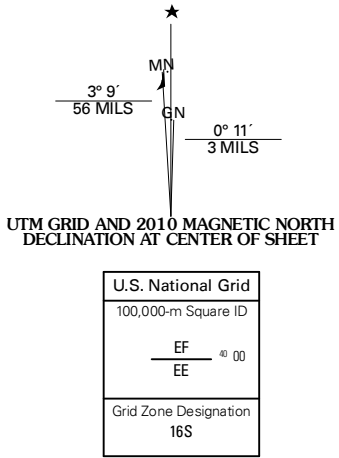 ★
MN
3° 9´
56 MILS
GN
0° 11´
3 MILS
UTM GRID AND 2010 MAGNETIC NORTH
DECLINATION AT CENTER OF SHEET
U.S. National Grid
100,000-m Square ID
EF
40 00
EE
Grid Zone Designation
16S